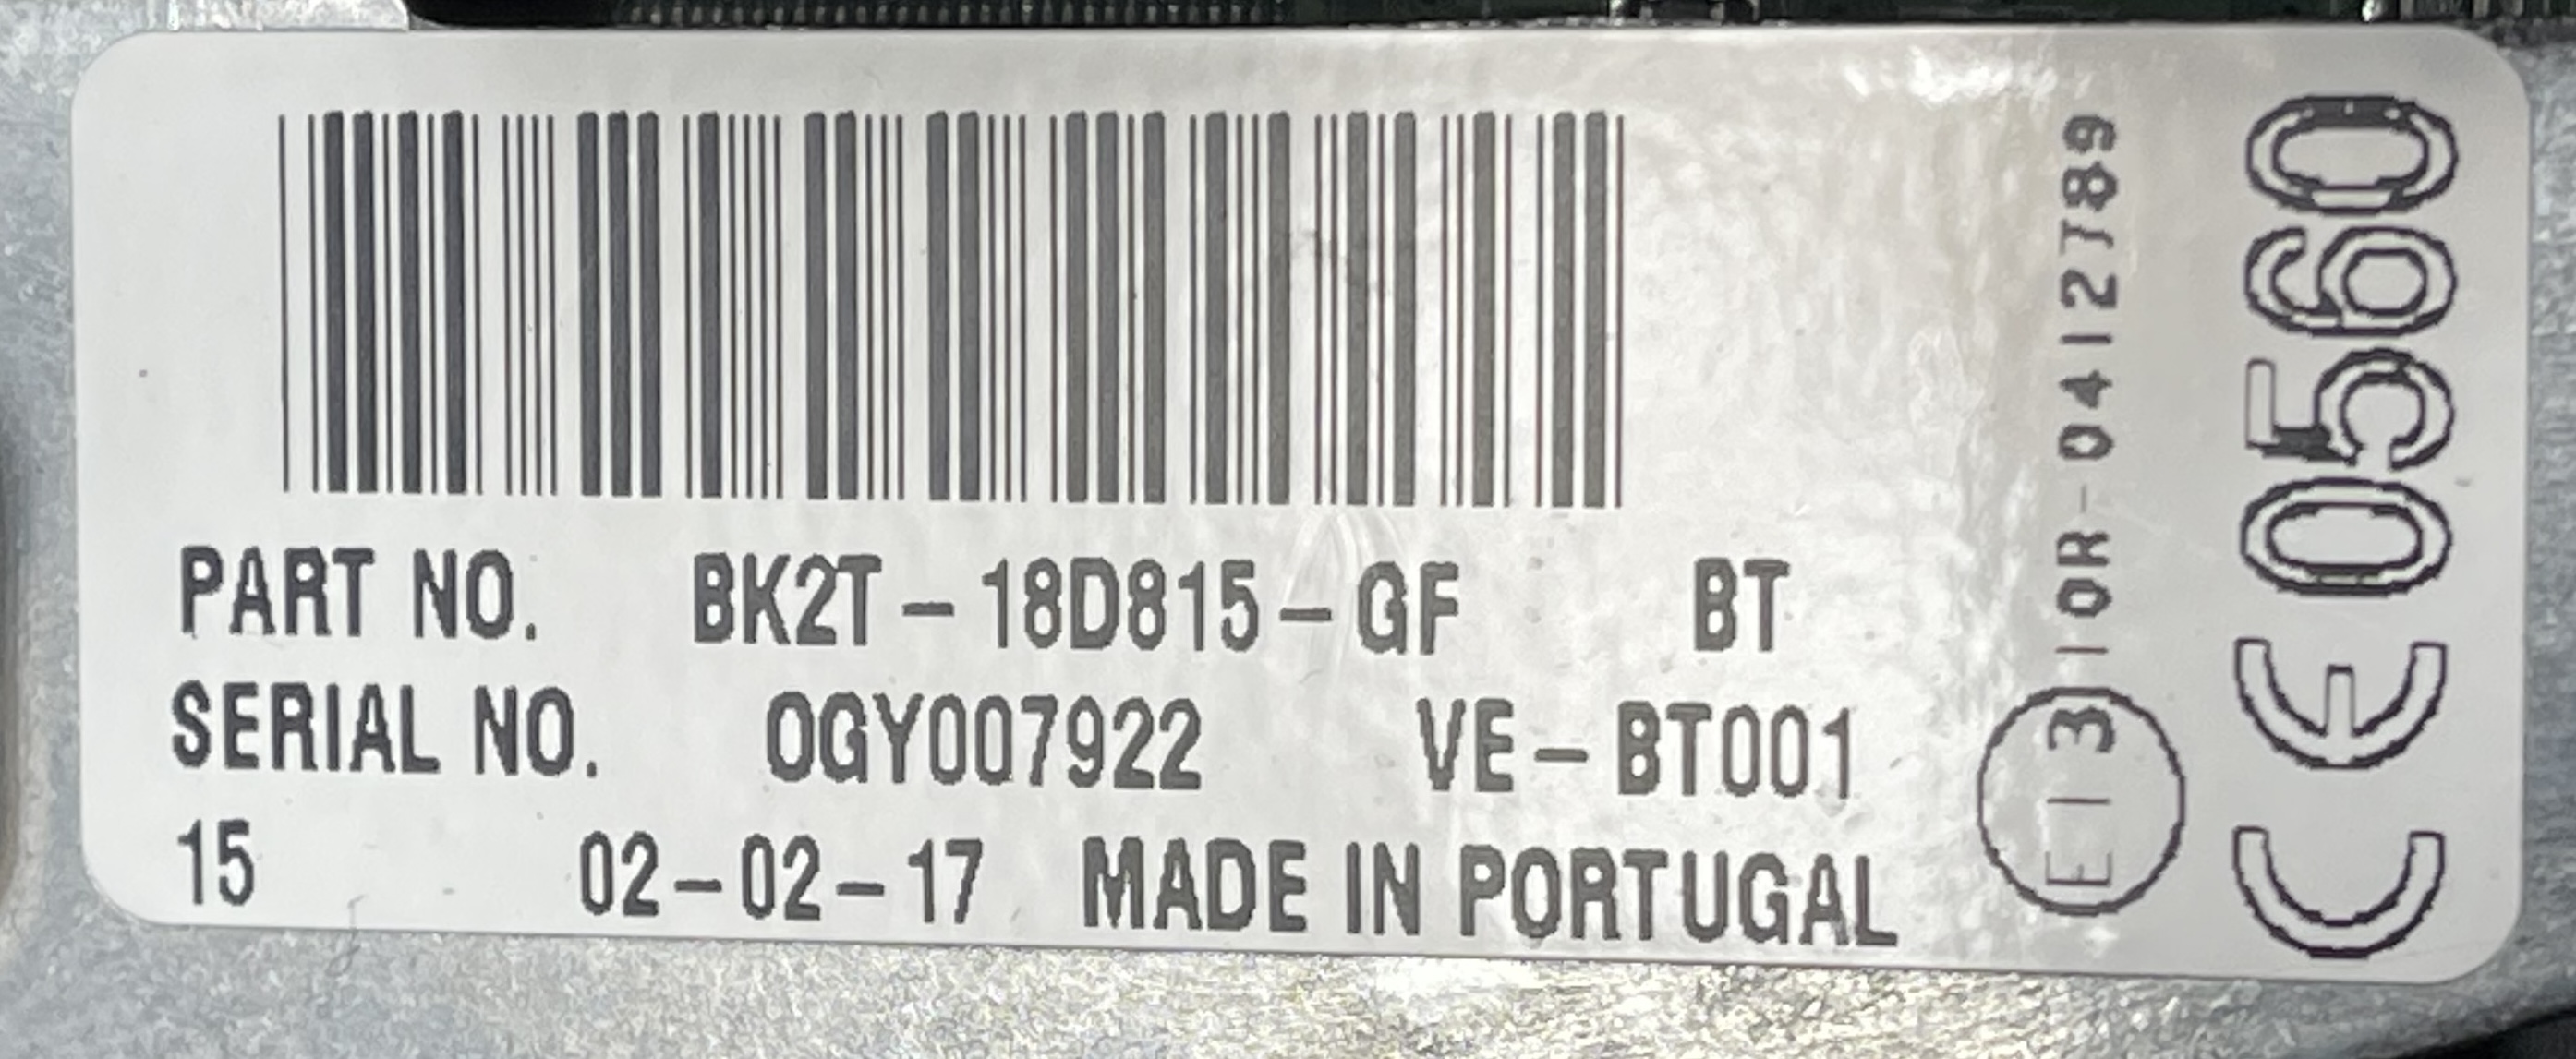 PART NO. BK2T-18D815-GF BT
SERIAL NO. 0GY007922 VE-BT001
15 02-02-17 MADE IN PORTUGAL
E13 10R-0412789
CE0560